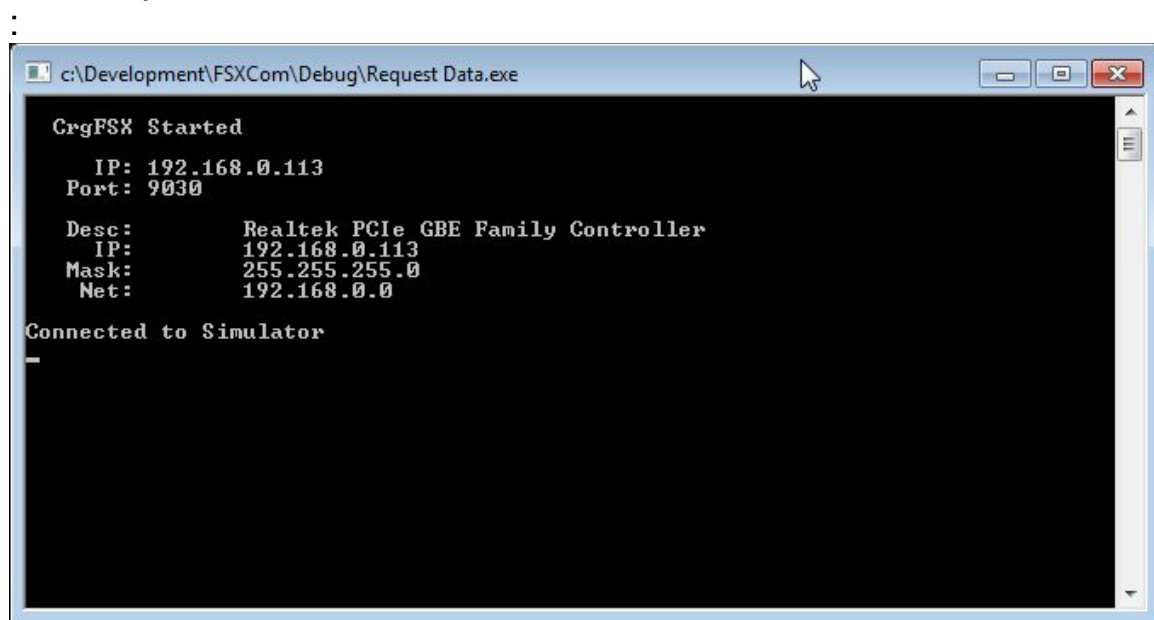 :
c:\Development\FSXCom\Debug\Request Data.exe
CrgFSX Started
IP: 192.168.0.113
Port: 9030
Desc: Realtek PCIe GBE Family Controller
IP: 192.168.0.113
Mask: 255.255.255.0
Net: 192.168.0.0
Connected to Simulator